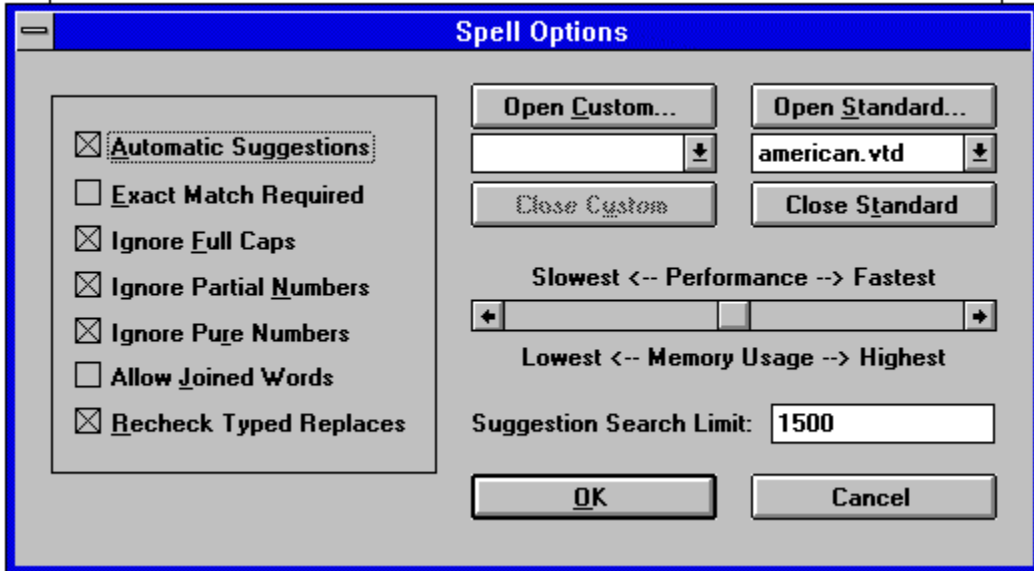 Spell Options
Automatic Suggestions
Exact Match Required
Ignore Full Caps
Ignore Partial Numbers
Ignore Pure Numbers
Allow Joined Words
Recheck Typed Replaces
Open Custom...
Open Standard...
american.vtd
Close Custom
Close Standard
Slowest <-- Performance --> Fastest
Lowest <-- Memory Usage --> Highest
Suggestion Search Limit: 1500
OK
Cancel